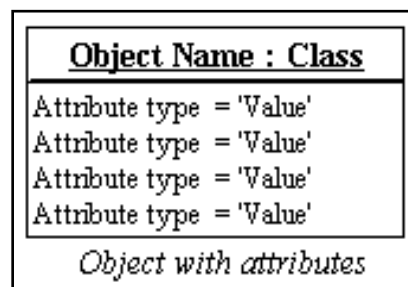 Object Name : Class
Attribute type = 'Value'
Attribute type = 'Value'
Attribute type = 'Value'
Attribute type = 'Value'
Object with attributes